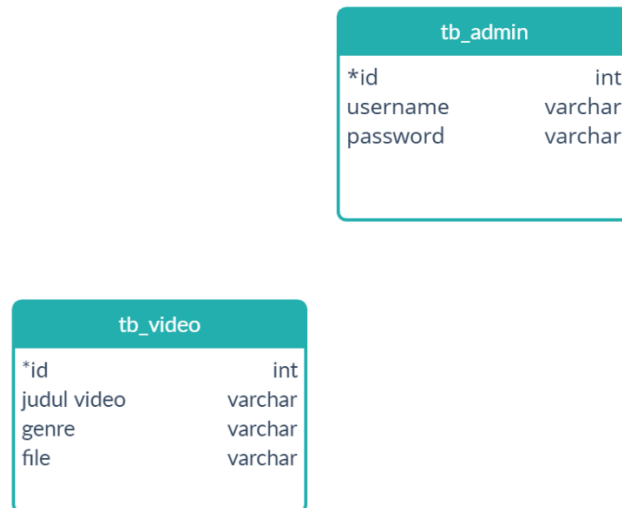 tb_admin
*id int
username varchar
password varchar
tb_video
*id int
judul video varchar
genre varchar
file varchar